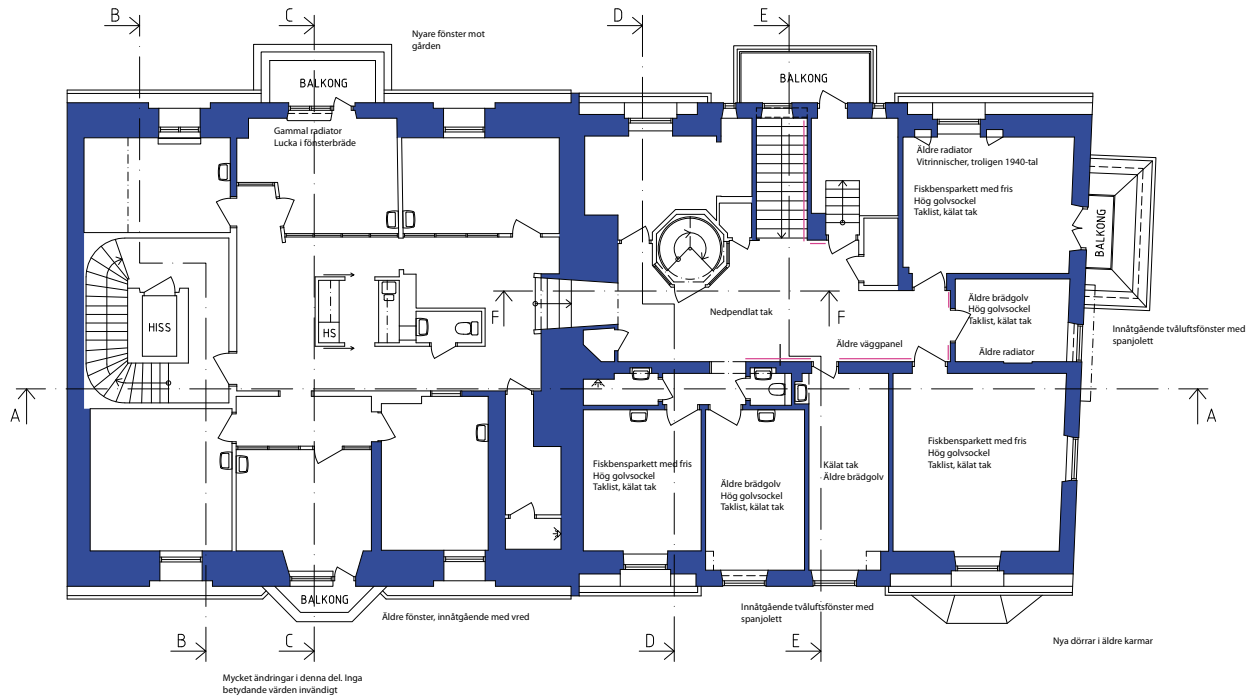 B
C
D
E
Nyare fönster mot
gården
BALKONG
BALKONG
Gammal radiator
Lucka i fönsterbräde
Äldre radiator
Vitrinnischer, troligen 1940-tal
Fiskbensparkett med fris
Hög golvsockel
Taklist, kälat tak
BALKONG
HISS
HS
F
F
Nedpendlat tak
Äldre väggpanel
Äldre brädgolv
Hög golvsockel
Taklist, kälat tak
Äldre radiator
Innåtgående tvåluftsfönster med
spanjolett
A
A
Fiskbensparkett med fris
Hög golvsockel
Taklist, kälat tak
Äldre brädgolv
Hög golvsockel
Taklist, kälat tak
Kälat tak
Äldre brädgolv
Fiskbensparkett med fris
Hög golvsockel
Taklist, kälat tak
BALKONG
Äldre fönster, innåtgående med vred
Innåtgående tvåluftsfönster med
spanjolett
Nya dörrar i äldre karmar
B
C
D
E
Mycket ändringar i denna del. Inga
betydande värden invändigt